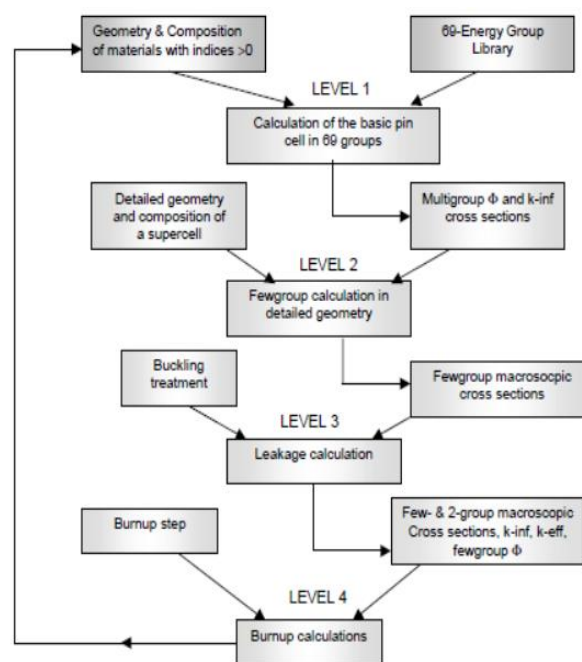 Geometry & Composition
of materials with indices >0
69-Energy Group
Library
LEVEL 1
Calculation of the basic pin
cell in 69 groups
Detailed geometry
and composition of
a supercell
Multigroup Φ and k-inf
cross sections
LEVEL 2
Fewgroup calculation in
detailed geometry
Buckling
treatment
Fewgroup macrosocpic
cross sections
LEVEL 3
Leakage calculation
Burnup step
Few- & 2-group macroscopic
Cross sections, k-inf, k-eff,
fewgroup Φ
LEVEL 4
Burnup calculations